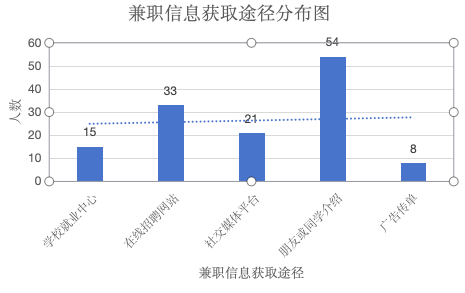 兼职信息获取途径分布图
60
50
40
30
20
10
0
人数
15
33
21
54
8
学校就业中心
在线招聘网站
社交媒体平台
朋友或同学介绍
广告传单
兼职信息获取途径